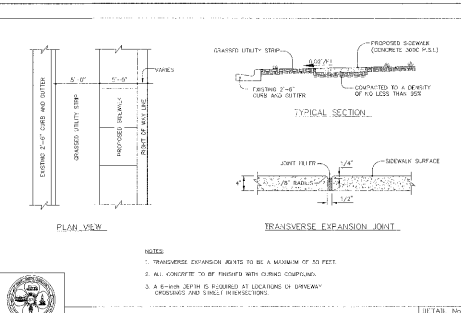 5'-0"
5'-6"
VARIES
EXISTING 2'-6" CURB AND GUTTER
GRASSED UTILITY STRIP
PROPOSED SIDEWALK
RIGHT OF WAY LINE
PLAN VIEW
GRASSED UTILITY STRIP
PROPOSED SIDEWALK
(CONCRETE 3000 P.S.I.)
EXISTING 2'-6"
CURB AND GUTTER
COMPACTED TO A DENSITY
OF NO LESS THAN 95%
TYPICAL SECTION
JOINT FILLER
1/4"
SIDEWALK SURFACE
4"
1/8" RADIUS
1/2"
TRANSVERSE EXPANSION JOINT
NOTES:
1. TRANSVERSE EXPANSION JOINTS TO BE A MAXIMUM OF 50 FEET.
2. ALL CONCRETE TO BE FINISHED WITH CURING COMPOUND.
3. A 6-inch DEPTH IS REQUIRED AT LOCATIONS OF DRIVEWAY
CROSSINGS AND STREET INTERSECTIONS.
DETAIL No